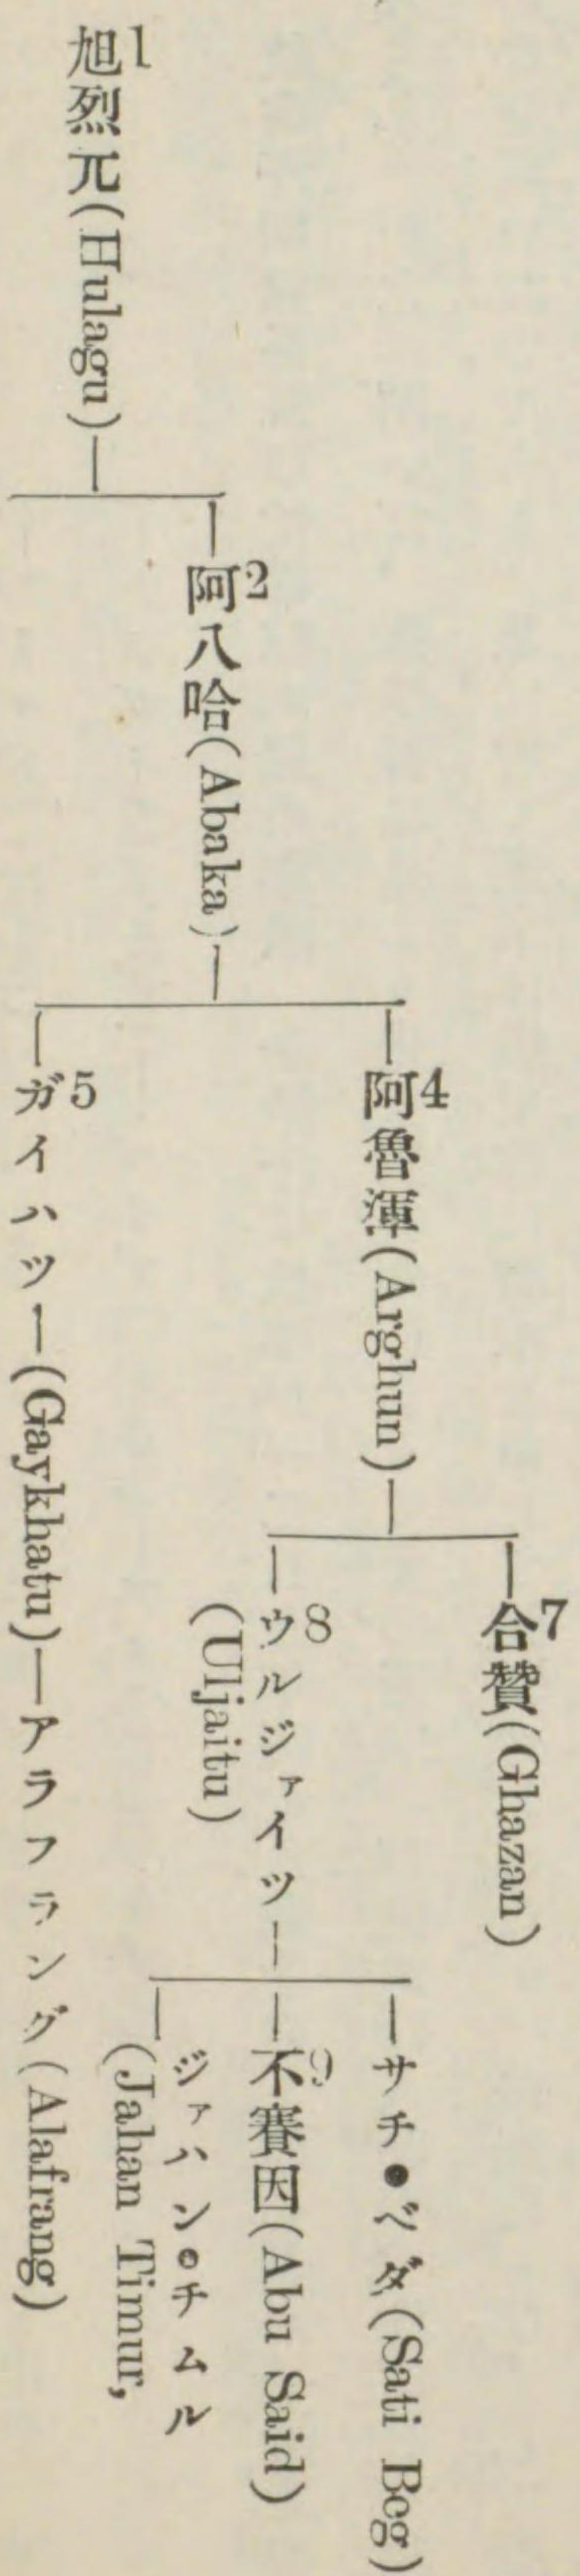 1旭烈兀(Hulagu)
2阿八哈(Abaka)
4阿魯渾(Arghun)
7合贊(Ghazan)
8ウルジァイツ
(Uljaitu)
サチ●ベグ(Sati Beg)
9不賽因(Abu Said)
ジァハン●チムル
(Jahan Timur,
5ガイハツー(Gaykhatu)―アラフラング(Alafrang)